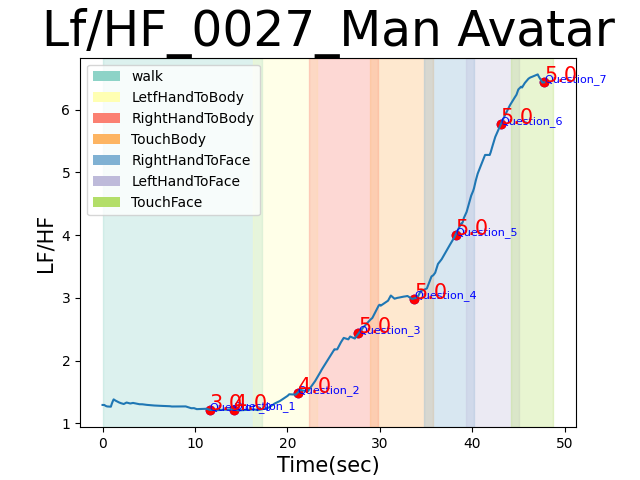 Lf/HF_0027_Man Avatar
walk
LetfHandToBody
RightHandToBody
TouchBody
RightHandToFace
LeftHandToFace
TouchFace
5.0
Question_7
5.0
Question_6
5.0
Question_5
5.0
Question_4
5.0
Question_3
4.0
Question_2
3.0
4.0
Question_1
LF/HF
6
5
4
3
2
1
0
10
20
30
40
50
Time(sec)